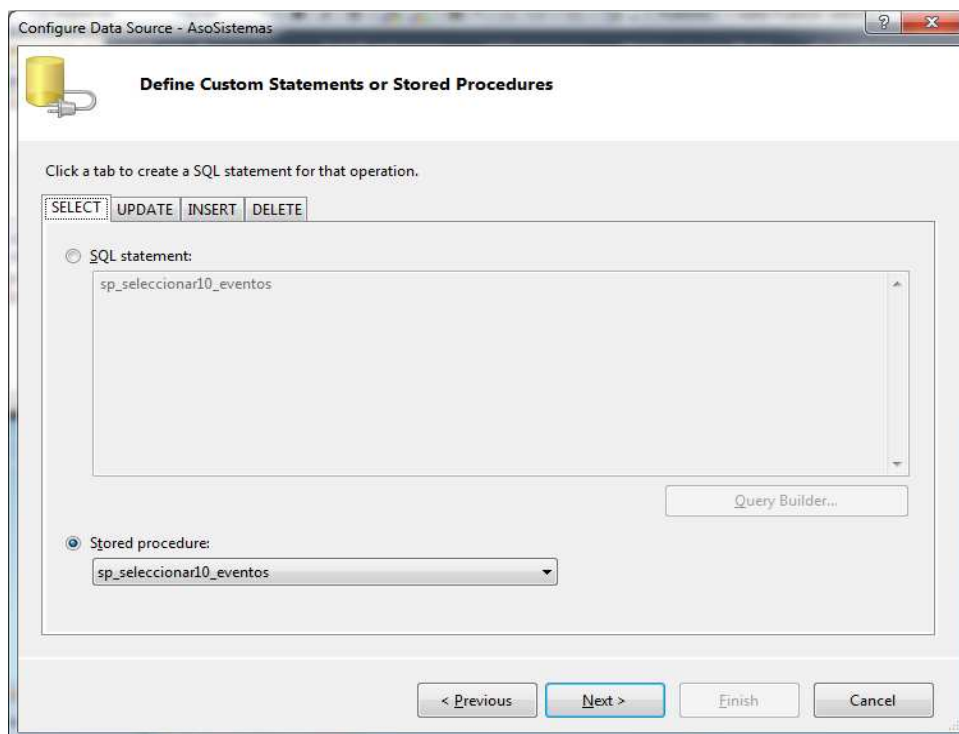 Configure Data Source - AsoSistemas
Define Custom Statements or Stored Procedures
Click a tab to create a SQL statement for that operation.
SELECT UPDATE INSERT DELETE
SQL statement:
sp_seleccionar10_eventos
Query Builder...
Stored procedure:
sp_seleccionar10_eventos
< Previous Next > Finish Cancel